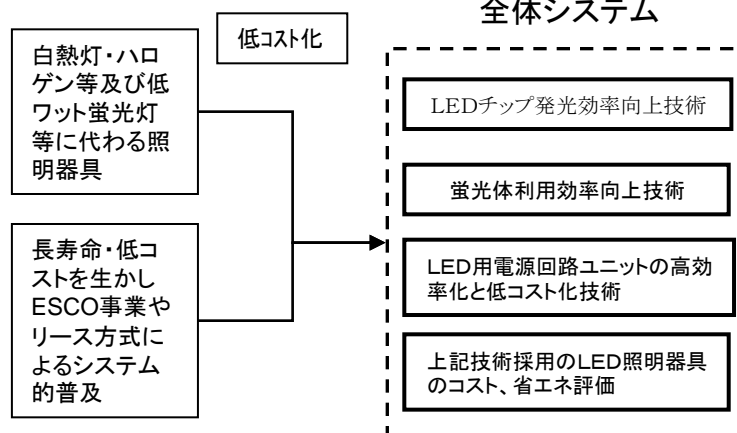 全体システム
低コスト化
白熱灯・ハロ
ゲン等及び低
ワット蛍光灯
等に代わる照
明器具
長寿命・低コ
ストを生かし
ESCO事業や
リース方式に
よるシステム
的普及
LEDチップ発光効率向上技術
蛍光体利用効率向上技術
LED用電源回路ユニットの高効
率化と低コスト化技術
上記技術採用のLED照明器具
のコスト、省エネ評価